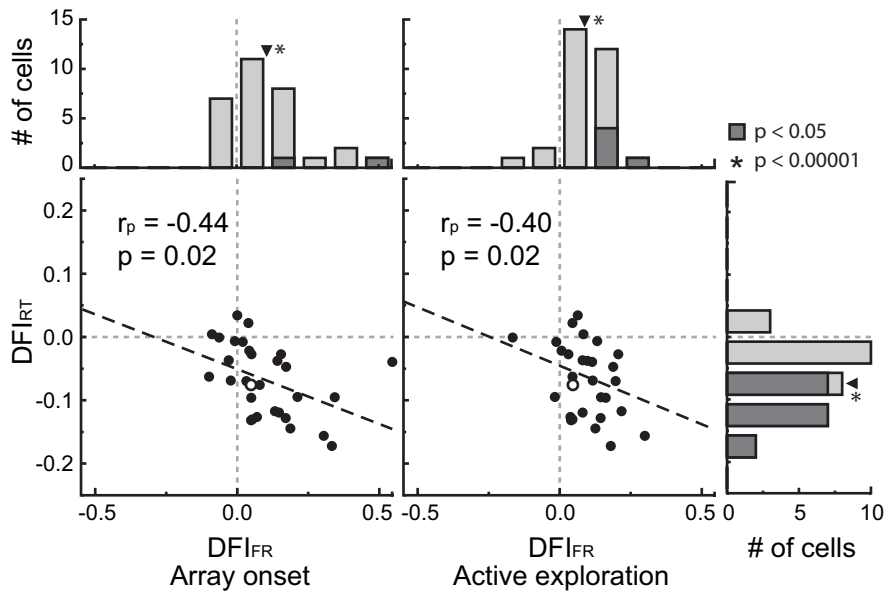 15
10
5
0
# of cells
*
*
p < 0.05
* p < 0.00001
0.2
0.1
0.0
-0.1
-0.2
DFIRT
rp = -0.44
p = 0.02
rp = -0.40
p = 0.02
*
-0.5 0.0 0.5
-0.5 0.0 0.5
0 5 10
DFIFR
DFIFR
# of cells
Array onset
Active exploration